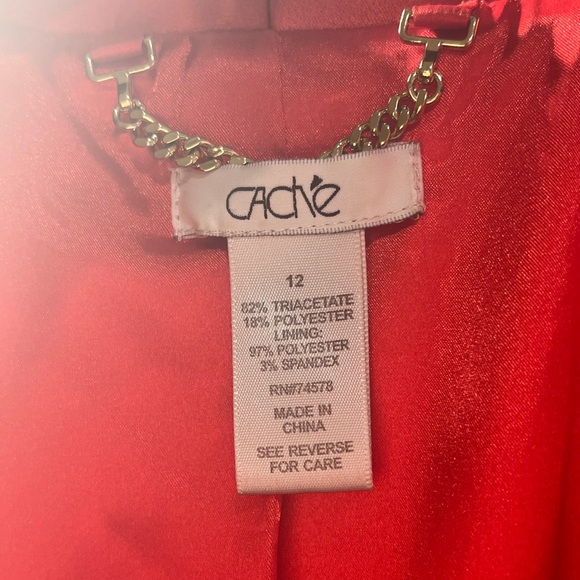 CAché
12
82% TRIACETATE
18% POLYESTER
LINING:
97% POLYESTER
3% SPANDEX
RN#74578
MADE IN
CHINA
SEE REVERSE
FOR CARE